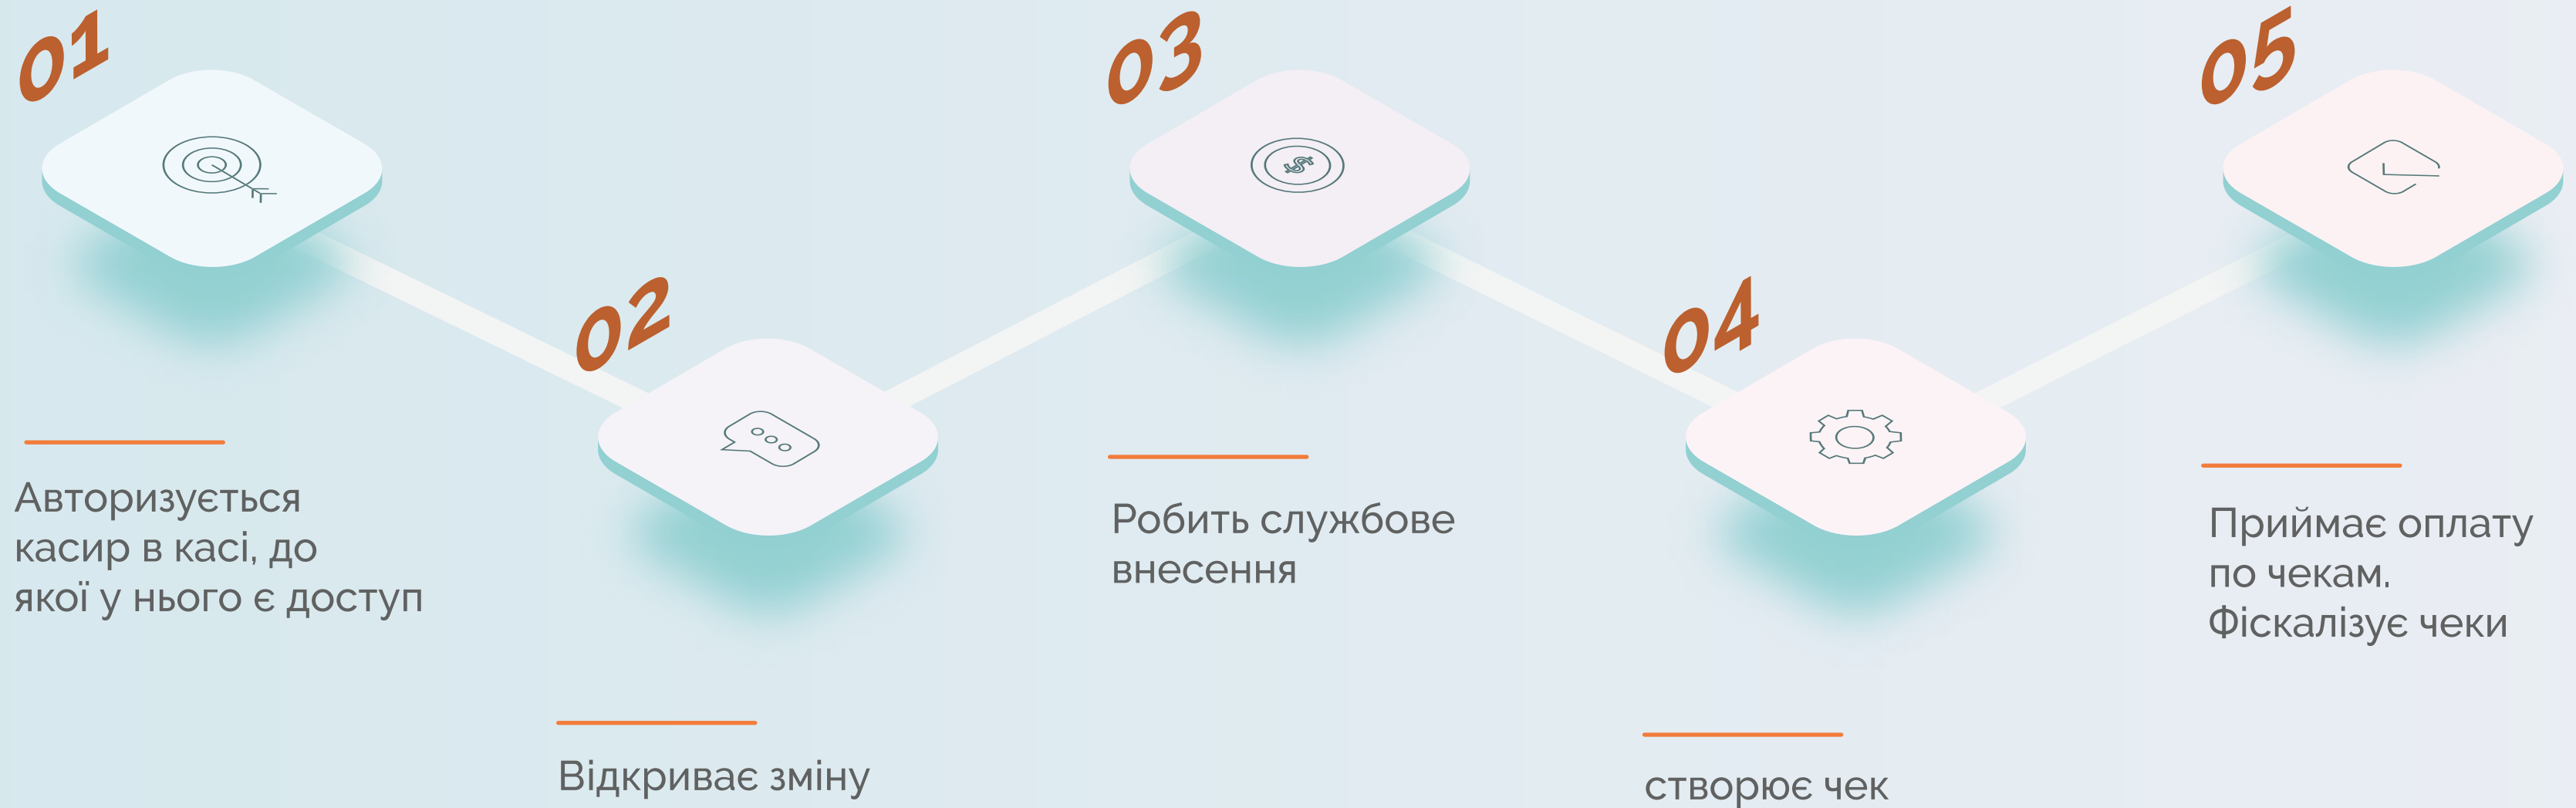 01
Авторизується
касир в касі, до
якої у нього є доступ
02
Відкриває зміну
03
$
Робить службове
внесення
04
створює чек
05
Приймає оплату
по чекам.
Фіскалізує чеки